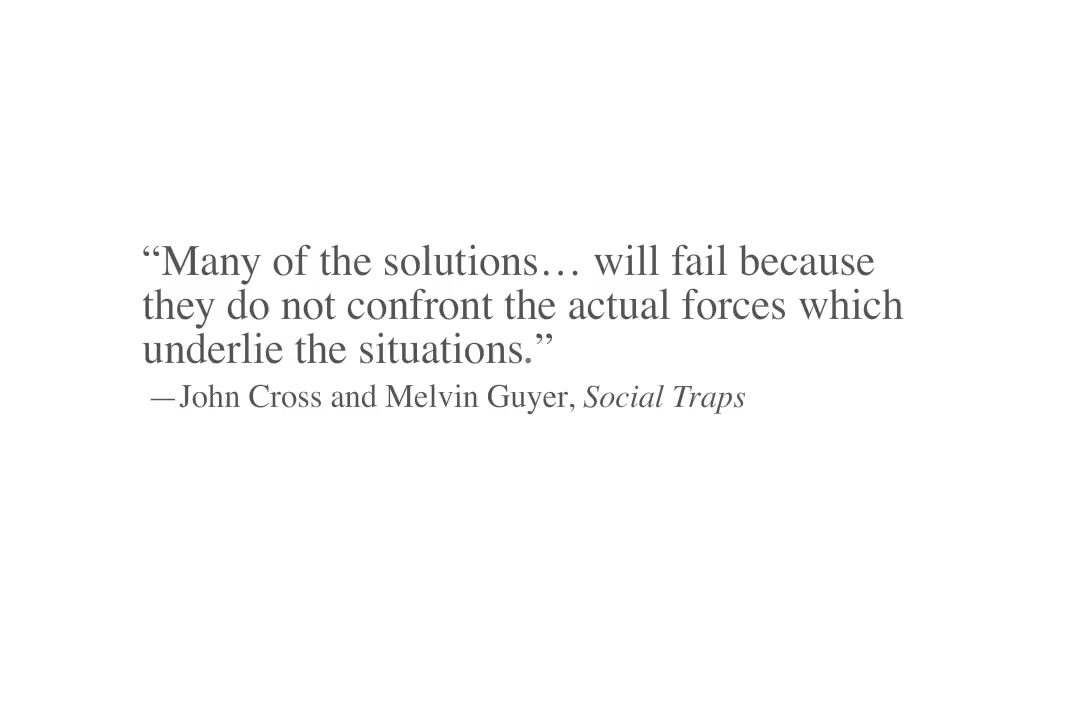 “Many of the solutions… will fail because
they do not confront the actual forces which
underlie the situations.”
—John Cross and Melvin Guyer, Social Traps